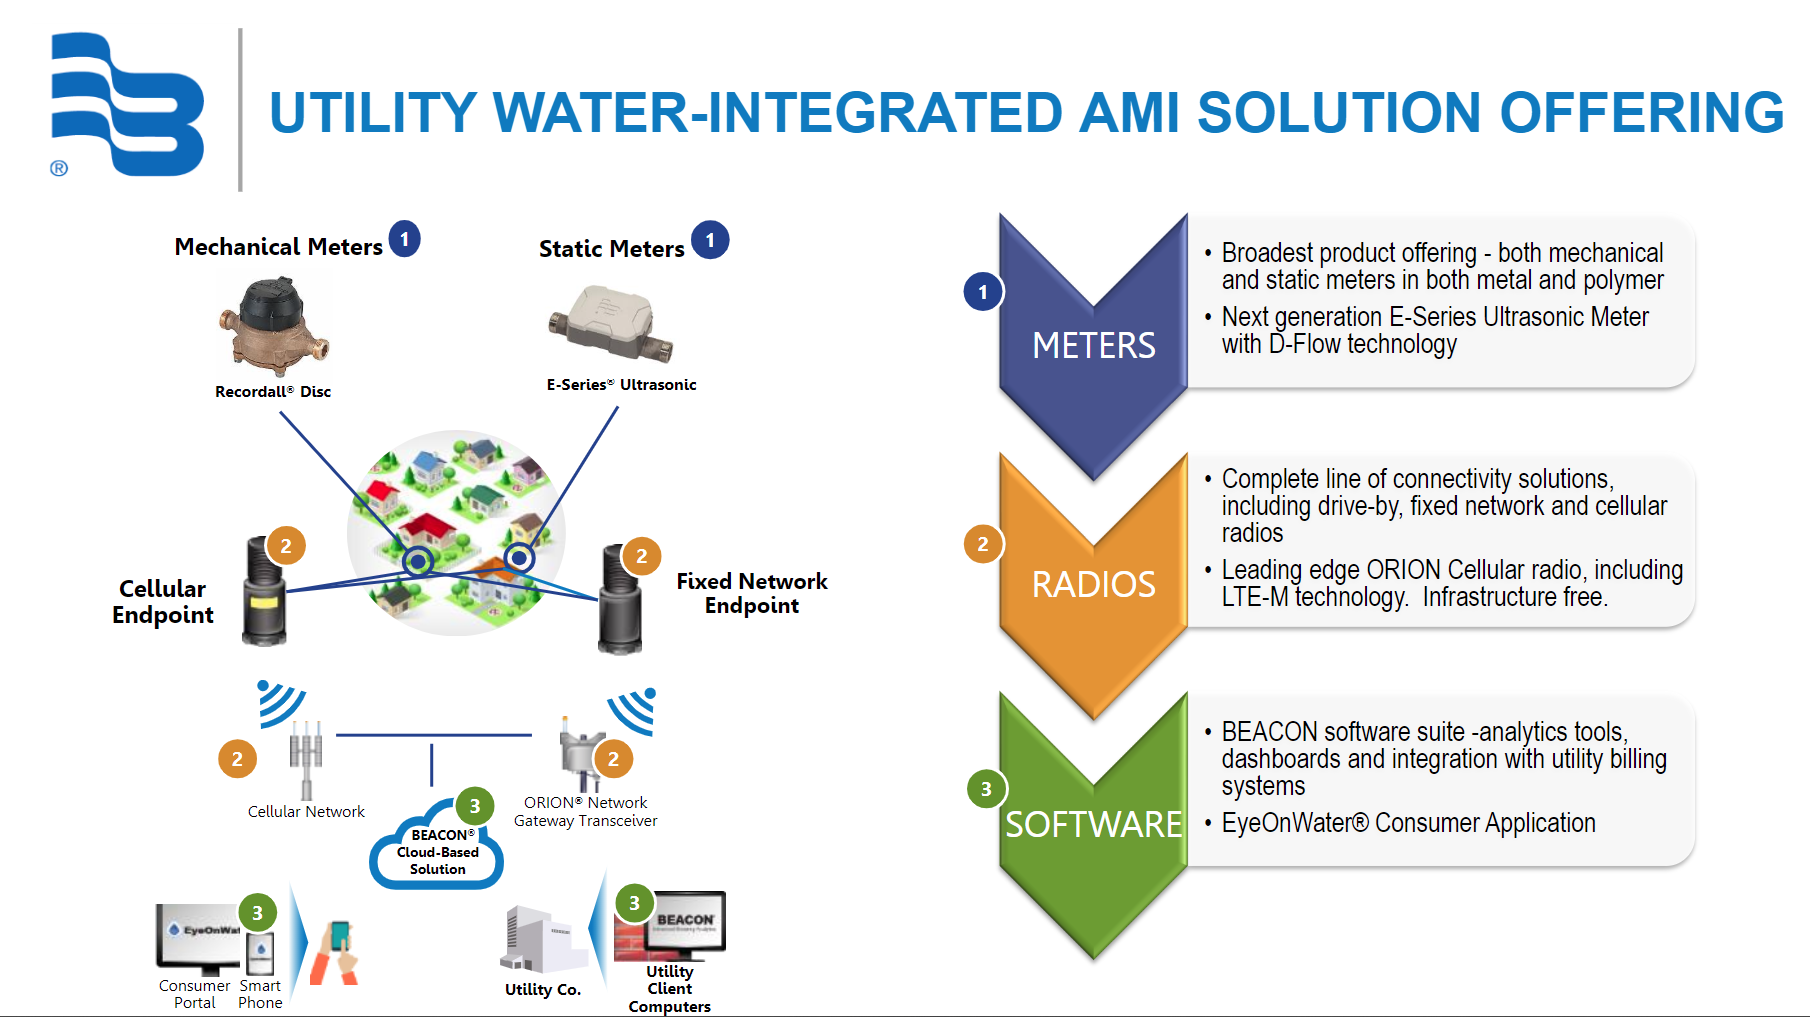 ®
UTILITY WATER-INTEGRATED AMI SOLUTION OFFERING
Mechanical Meters 1
Static Meters 1
Recordall® Disc
E-Series® Ultrasonic
2
Cellular
Endpoint
2
Fixed Network
Endpoint
2
Cellular Network
2
ORION® Network
Gateway Transceiver
3
BEACON®
Cloud-Based
Solution
3
EyeOnWat
Consumer
Portal
Smart
Phone
Utility Co.
3
BEACON
Utility
Client
Computers
1
METERS
• Broadest product offering - both mechanical
and static meters in both metal and polymer
• Next generation E-Series Ultrasonic Meter
with D-Flow technology
2
RADIOS
• Complete line of connectivity solutions,
including drive-by, fixed network and cellular
radios
• Leading edge ORION Cellular radio, including
LTE-M technology.  Infrastructure free.
3
SOFTWARE
• BEACON software suite -analytics tools,
dashboards and integration with utility billing
systems
• EyeOnWater® Consumer Application